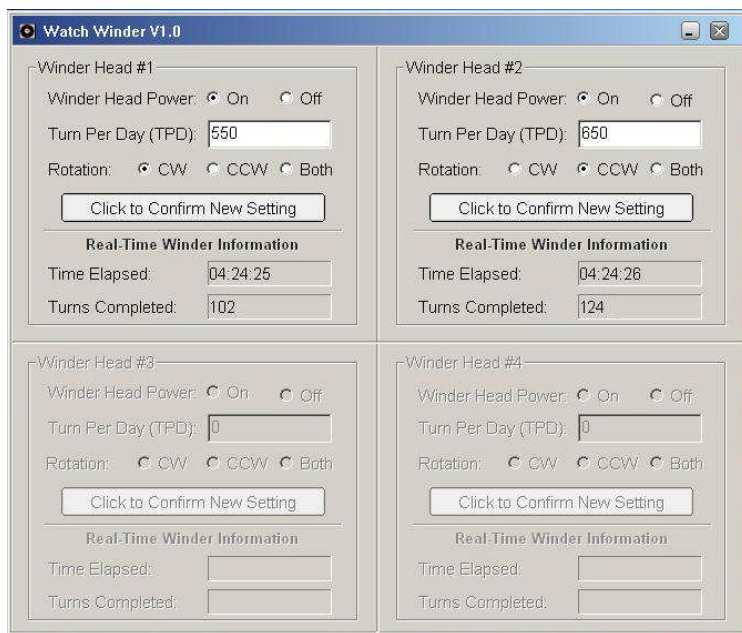 Watch Winder V1.0
Winder Head #1
Winder Head Power: On Off
Turn Per Day (TPD): 550
Rotation: CW CCW Both
Click to Confirm New Setting
Real-Time Winder Information
Time Elapsed: 04:24:25
Turns Completed: 102
Winder Head #2
Winder Head Power: On Off
Turn Per Day (TPD): 650
Rotation: CW CCW Both
Click to Confirm New Setting
Real-Time Winder Information
Time Elapsed: 04:24:26
Turns Completed: 124
Winder Head #3
Winder Head Power: On Off
Turn Per Day (TPD): 0
Rotation: CW CCW Both
Click to Confirm New Setting
Real-Time Winder Information
Time Elapsed:
Turns Completed:
Winder Head #4
Winder Head Power: On Off
Turn Per Day (TPD): 0
Rotation: CW CCW Both
Click to Confirm New Setting
Real-Time Winder Information
Time Elapsed:
Turns Completed: